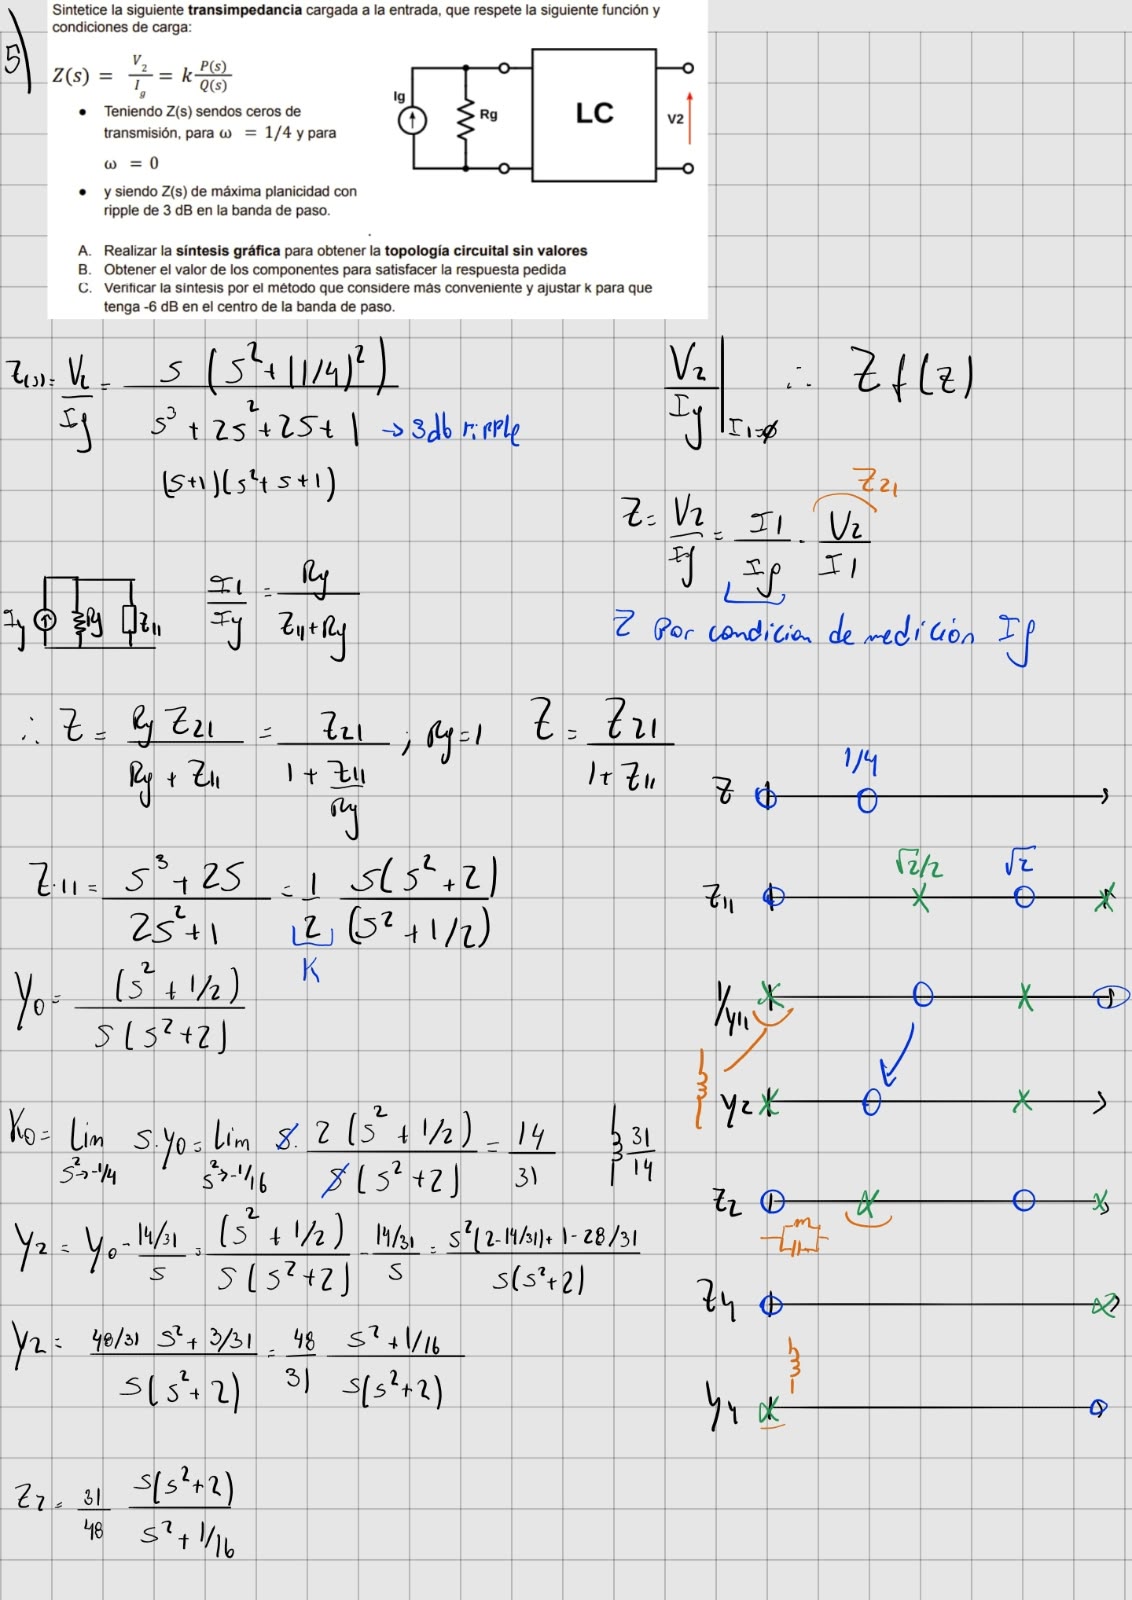 5)
Sintetice la siguiente transimpedancia cargada a la entrada, que respete la siguiente función y
condiciones de carga:
Z(s) = V₂/I_g = k P(s)/Q(s)
• Teniendo Z(s) sendos ceros de
transmisión, para ω = 1/4 y para
ω = 0
• y siendo Z(s) de máxima planicidad con
ripple de 3 dB en la banda de paso.
Ig
Rg
LC
V2
A. Realizar la síntesis gráfica para obtener la topología circuital sin valores
B. Obtener el valor de los componentes para satisfacer la respuesta pedida
C. Verificar la síntesis por el método que considere más conveniente y ajustar k para que
tenga -6 dB en el centro de la banda de paso.
Z(s) = V2/Ig = s (s² + (1/4)²) / s³ + 2s² + 2s + 1 → 3db ripple
(s+1)(s² + s + 1)
V2/Ig | I1=∅ ∴ Z f(z)
Z = V2/Ig = I1/Ig · V2/I1
Z21
Z Por condicion de medición Ig
Ig Rg Z11
I1/Ig = Rg / Z11 + Rg
∴ Z = Rg Z21 / Rg + Z11 = Z21 / 1 + Z11/Rg ; Rg = 1 Z = Z21 / 1 + Z11
Z 1/4
Z11 = s³ + 2s / 2s² + 1 = 1/2 s(s² + 2) / (s² + 1/2)
K
Z11 √2/2 √2
Y0 = (s² + 1/2) / s(s² + 2)
1/y11
K0 = lim s²→-1/4 s·y0 = lim s²→-1/16 s· 2(s² + 1/2) / s(s² + 2) = 14/31 31/14
Y2
Y2 = Y0 - 14/31 / s = (s² + 1/2) / s(s² + 2) - 14/31 / s = s²(2-14/31) + 1 - 28/31 / s(s²+2)
Z2
Y2 = 48/31 s² + 3/31 / s(s² + 2) = 48/31 s² + 1/16 / s(s²+2)
Z4
Y4
Z2 = 31/48 s(s²+2) / s² + 1/16